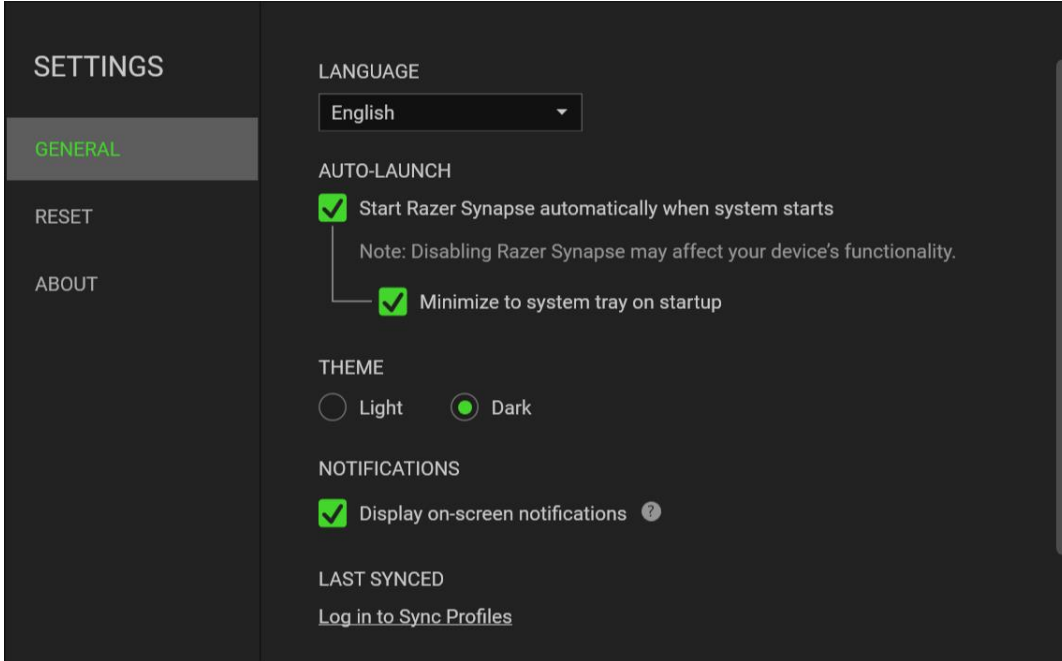 SETTINGS
GENERAL
RESET
ABOUT
LANGUAGE
English
AUTO-LAUNCH
Start Razer Synapse automatically when system starts
Note: Disabling Razer Synapse may affect your device’s functionality.
Minimize to system tray on startup
THEME
Light Dark
NOTIFICATIONS
Display on-screen notifications ?
LAST SYNCED
Log in to Sync Profiles